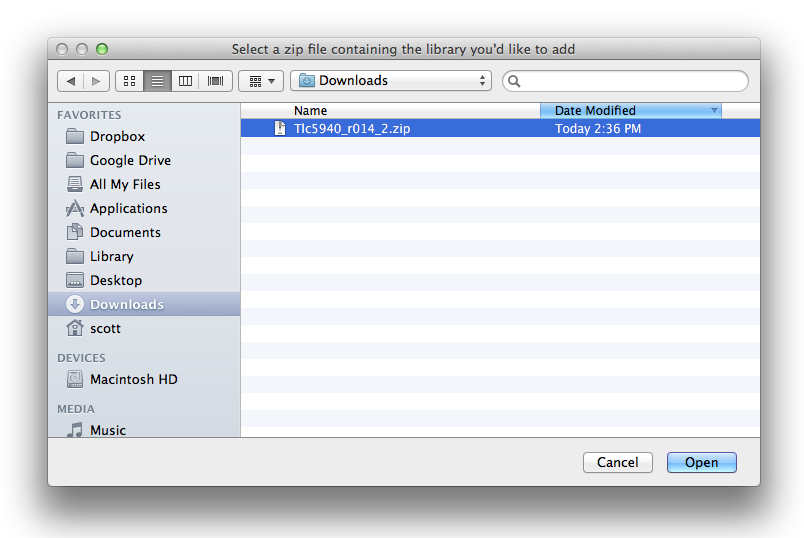 Select a zip file containing the library you'd like to add
Downloads
FAVORITES
Dropbox
Google Drive
All My Files
Applications
Documents
Library
Desktop
Downloads
scott
DEVICES
Macintosh HD
MEDIA
Music
Name Date Modified
Tlc5940_r014_2.zip Today 2:36 PM
Cancel Open